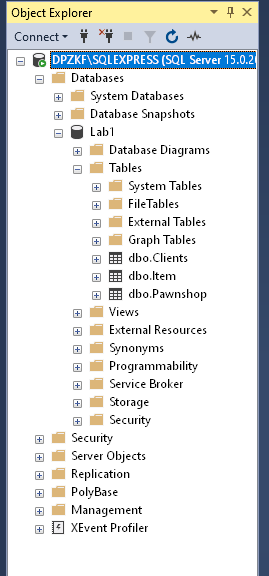 Object Explorer
Connect
DPZKF\SQLEXPRESS (SQL Server 15.0.20
Databases
System Databases
Database Snapshots
Lab1
Database Diagrams
Tables
System Tables
FileTables
External Tables
Graph Tables
dbo.Clients
dbo.Item
dbo.Pawnshop
Views
External Resources
Synonyms
Programmability
Service Broker
Storage
Security
Security
Server Objects
Replication
PolyBase
Management
XEvent Profiler